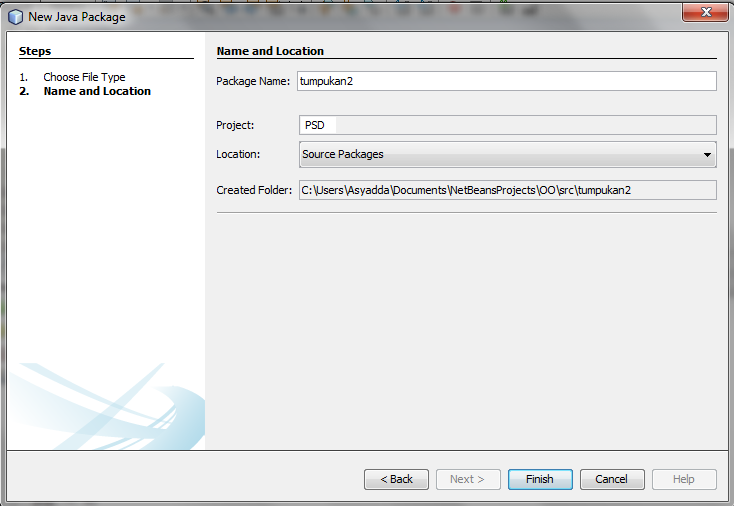 New Java Package
Steps
1. Choose File Type
2. Name and Location
Name and Location
Package Name: tumpukan2
Project: PSD
Location: Source Packages
Created Folder: C:\Users\Asyadda\Documents\NetBeansProjects\OO\src\tumpukan2
< Back Next > Finish Cancel Help